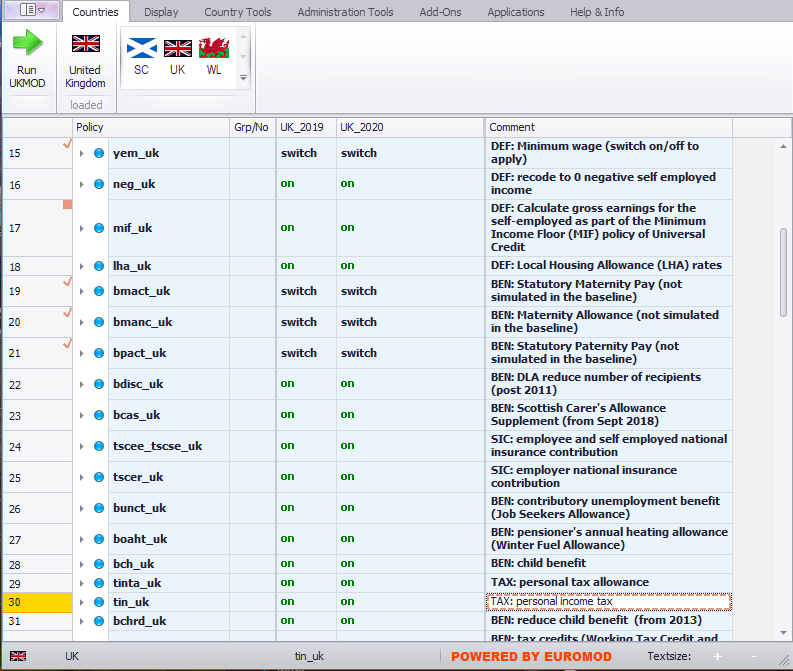 Countries Display Country Tools Administration Tools Add-Ons Applications Help & Info
Run
UKMOD
United
Kingdom
loaded
SC UK WL
Policy Grp/No UK_2019 UK_2020 Comment
15 yem_uk switch switch DEF: Minimum wage (switch on/off to
apply)
16 neg_uk on on DEF: recode to 0 negative self employed
income
17 mif_uk on on DEF: Calculate gross earnings for the
self-employed as part of the Minimum
Income Floor (MIF) policy of Universal
Credit
18 lha_uk on on DEF: Local Housing Allowance (LHA) rates
19 bmact_uk switch switch BEN: Statutory Maternity Pay (not
simulated in the baseline)
20 bmanc_uk switch switch BEN: Maternity Allowance (not simulated
in the baseline)
21 bpact_uk switch switch BEN: Statutory Paternity Pay (not
simulated in the baseline)
22 bdisc_uk on on BEN: DLA reduce number of recipients
(post 2011)
23 bcas_uk on on BEN: Scottish Carer's Allowance
Supplement (from Sept 2018)
24 tscee_tscse_uk on on SIC: employee and self employed national
insurance contribution
25 tscer_uk on on SIC: employer national insurance
contribution
26 bunct_uk on on BEN: contributory unemployment benefit
(Job Seekers Allowance)
27 boaht_uk on on BEN: pensioner's annual heating allowance
(Winter Fuel Allowance)
28 bch_uk on on BEN: child benefit
29 tinta_uk on on TAX: personal tax allowance
30 tin_uk on on TAX: personal income tax
31 bchrd_uk on on BEN: reduce child benefit (from 2013)
BEN: tax credits (Working Tax Credit and
UK tin_uk POWERED BY EUROMOD Textsize: + -